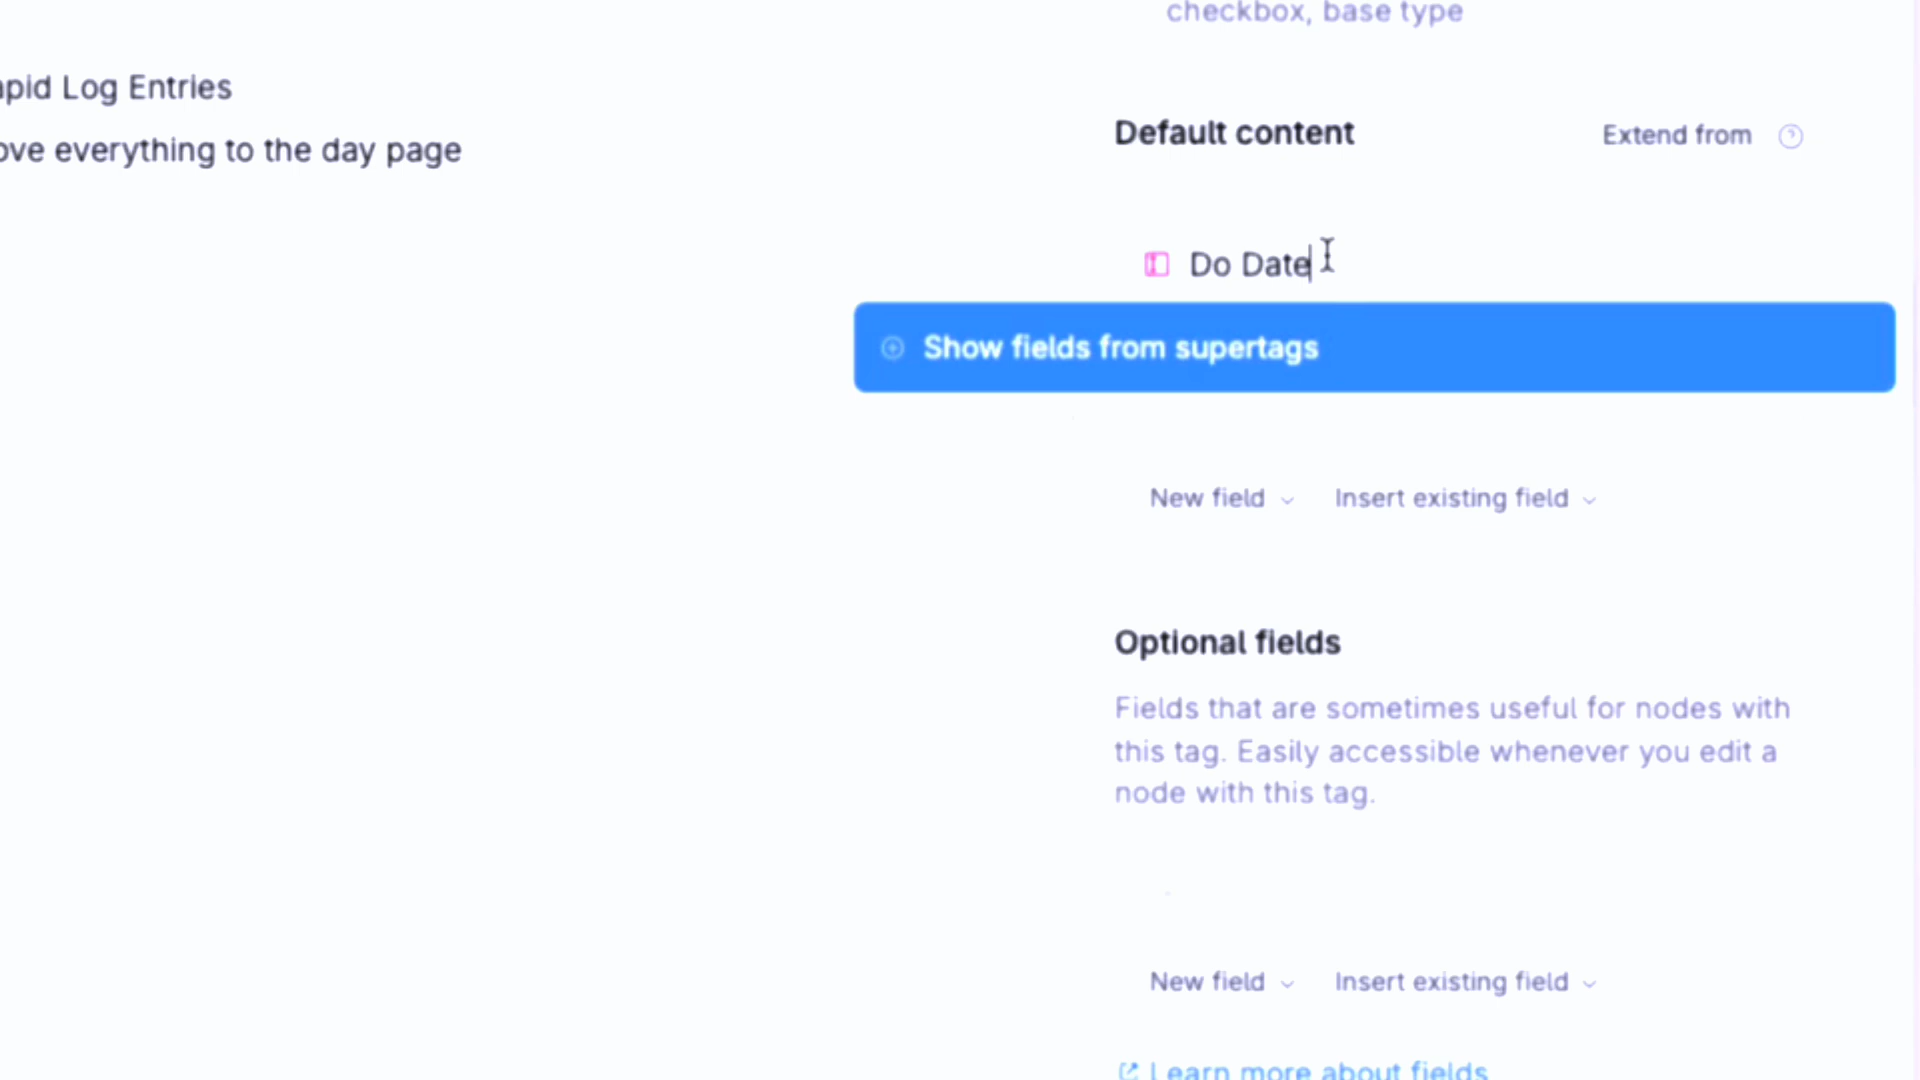 checkbox, base type
apid Log Entries
ove everything to the day page
Default content
Extend from
Do Date
Show fields from supertags
New field
Insert existing field
Optional fields
Fields that are sometimes useful for nodes with
this tag. Easily accessible whenever you edit a
node with this tag.
New field
Insert existing field
Learn more about fields